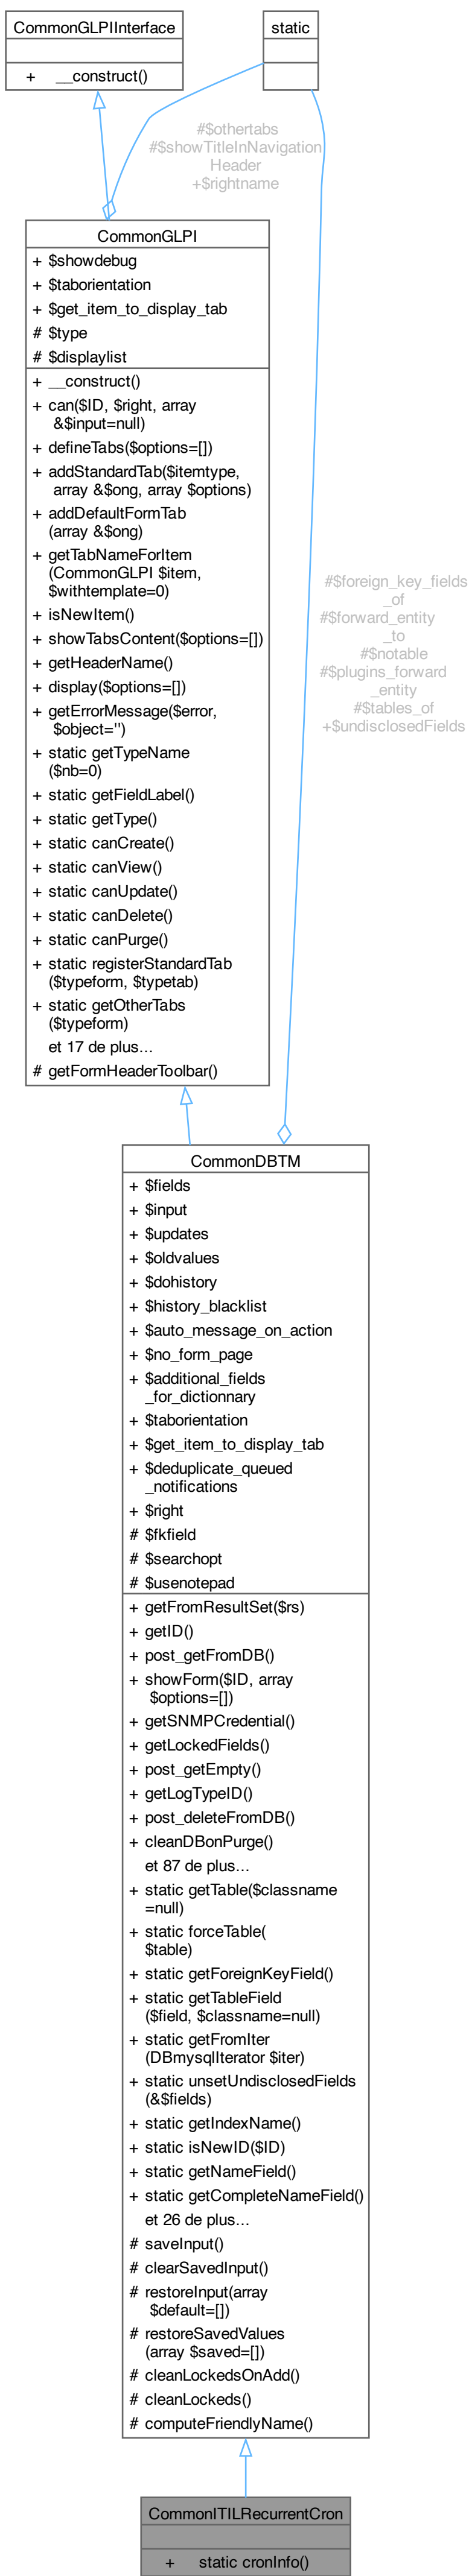 CommonGLPIInterface
+ __construct()
static
#$othertabs
#$showTitleInNavigation
Header
+$rightname
CommonGLPI
+ $showdebug
+ $taborientation
+ $get_item_to_display_tab
# $type
# $displaylist
+ __construct()
+ can($ID, $right, array
&$input=null)
+ defineTabs($options=[])
+ addStandardTab($itemtype,
array &$ong, array $options)
+ addDefaultFormTab
(array &$ong)
+ getTabNameForItem
(CommonGLPI $item,
$withtemplate=0)
+ isNewItem()
+ showTabsContent($options=[])
+ getHeaderName()
+ display($options=[])
+ getErrorMessage($error,
$object='')
+ static getTypeName
($nb=0)
+ static getFieldLabel()
+ static getType()
+ static canCreate()
+ static canView()
+ static canUpdate()
+ static canDelete()
+ static canPurge()
+ static registerStandardTab
($typeform, $typetab)
+ static getOtherTabs
($typeform)
et 17 de plus...
# getFormHeaderToolbar()
#$foreign_key_fields
_of
#$forward_entity
_to
#$notable
#$plugins_forward
_entity
#$tables_of
+$undisclosedFields
CommonDBTM
+ $fields
+ $input
+ $updates
+ $oldvalues
+ $dohistory
+ $history_blacklist
+ $auto_message_on_action
+ $no_form_page
+ $additional_fields
_for_dictionnary
+ $taborientation
+ $get_item_to_display_tab
+ $deduplicate_queued
_notifications
+ $right
# $fkfield
# $searchopt
# $usenotepad
+ getFromResultSet($rs)
+ getID()
+ post_getFromDB()
+ showForm($ID, array
$options=[])
+ getSNMPCredential()
+ getLockedFields()
+ post_getEmpty()
+ getLogTypeID()
+ post_deleteFromDB()
+ cleanDBonPurge()
et 87 de plus...
+ static getTable($classname
=null)
+ static forceTable(
$table)
+ static getForeignKeyField()
+ static getTableField
($field, $classname=null)
+ static getFromIter
(DBmysqlIterator $iter)
+ static unsetUndisclosedFields
(&$fields)
+ static getIndexName()
+ static isNewID($ID)
+ static getNameField()
+ static getCompleteNameField()
et 26 de plus...
# saveInput()
# clearSavedInput()
# restoreInput(array
$default=[])
# restoreSavedValues
(array $saved=[])
# cleanLockedsOnAdd()
# cleanLockeds()
# computeFriendlyName()
CommonITILRecurrentCron
+ static cronInfo()